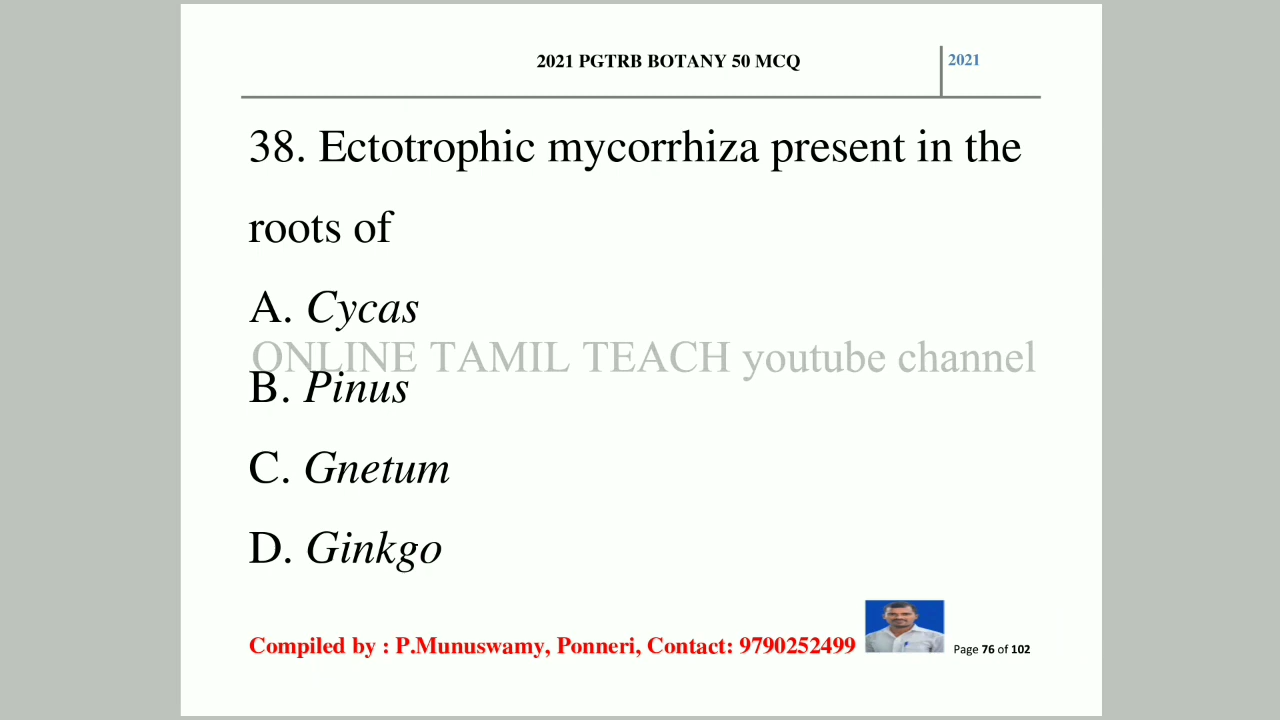 2021 PGTRB BOTANY 50 MCQ
2021
38. Ectotrophic mycorrhiza present in the
roots of
A. Cycas
ONLINE TAMIL TEACH youtube channel
B. Pinus
C. Gnetum
D. Ginkgo
Compiled by : P.Munuswamy, Ponneri, Contact: 9790252499
Page 76 of 102